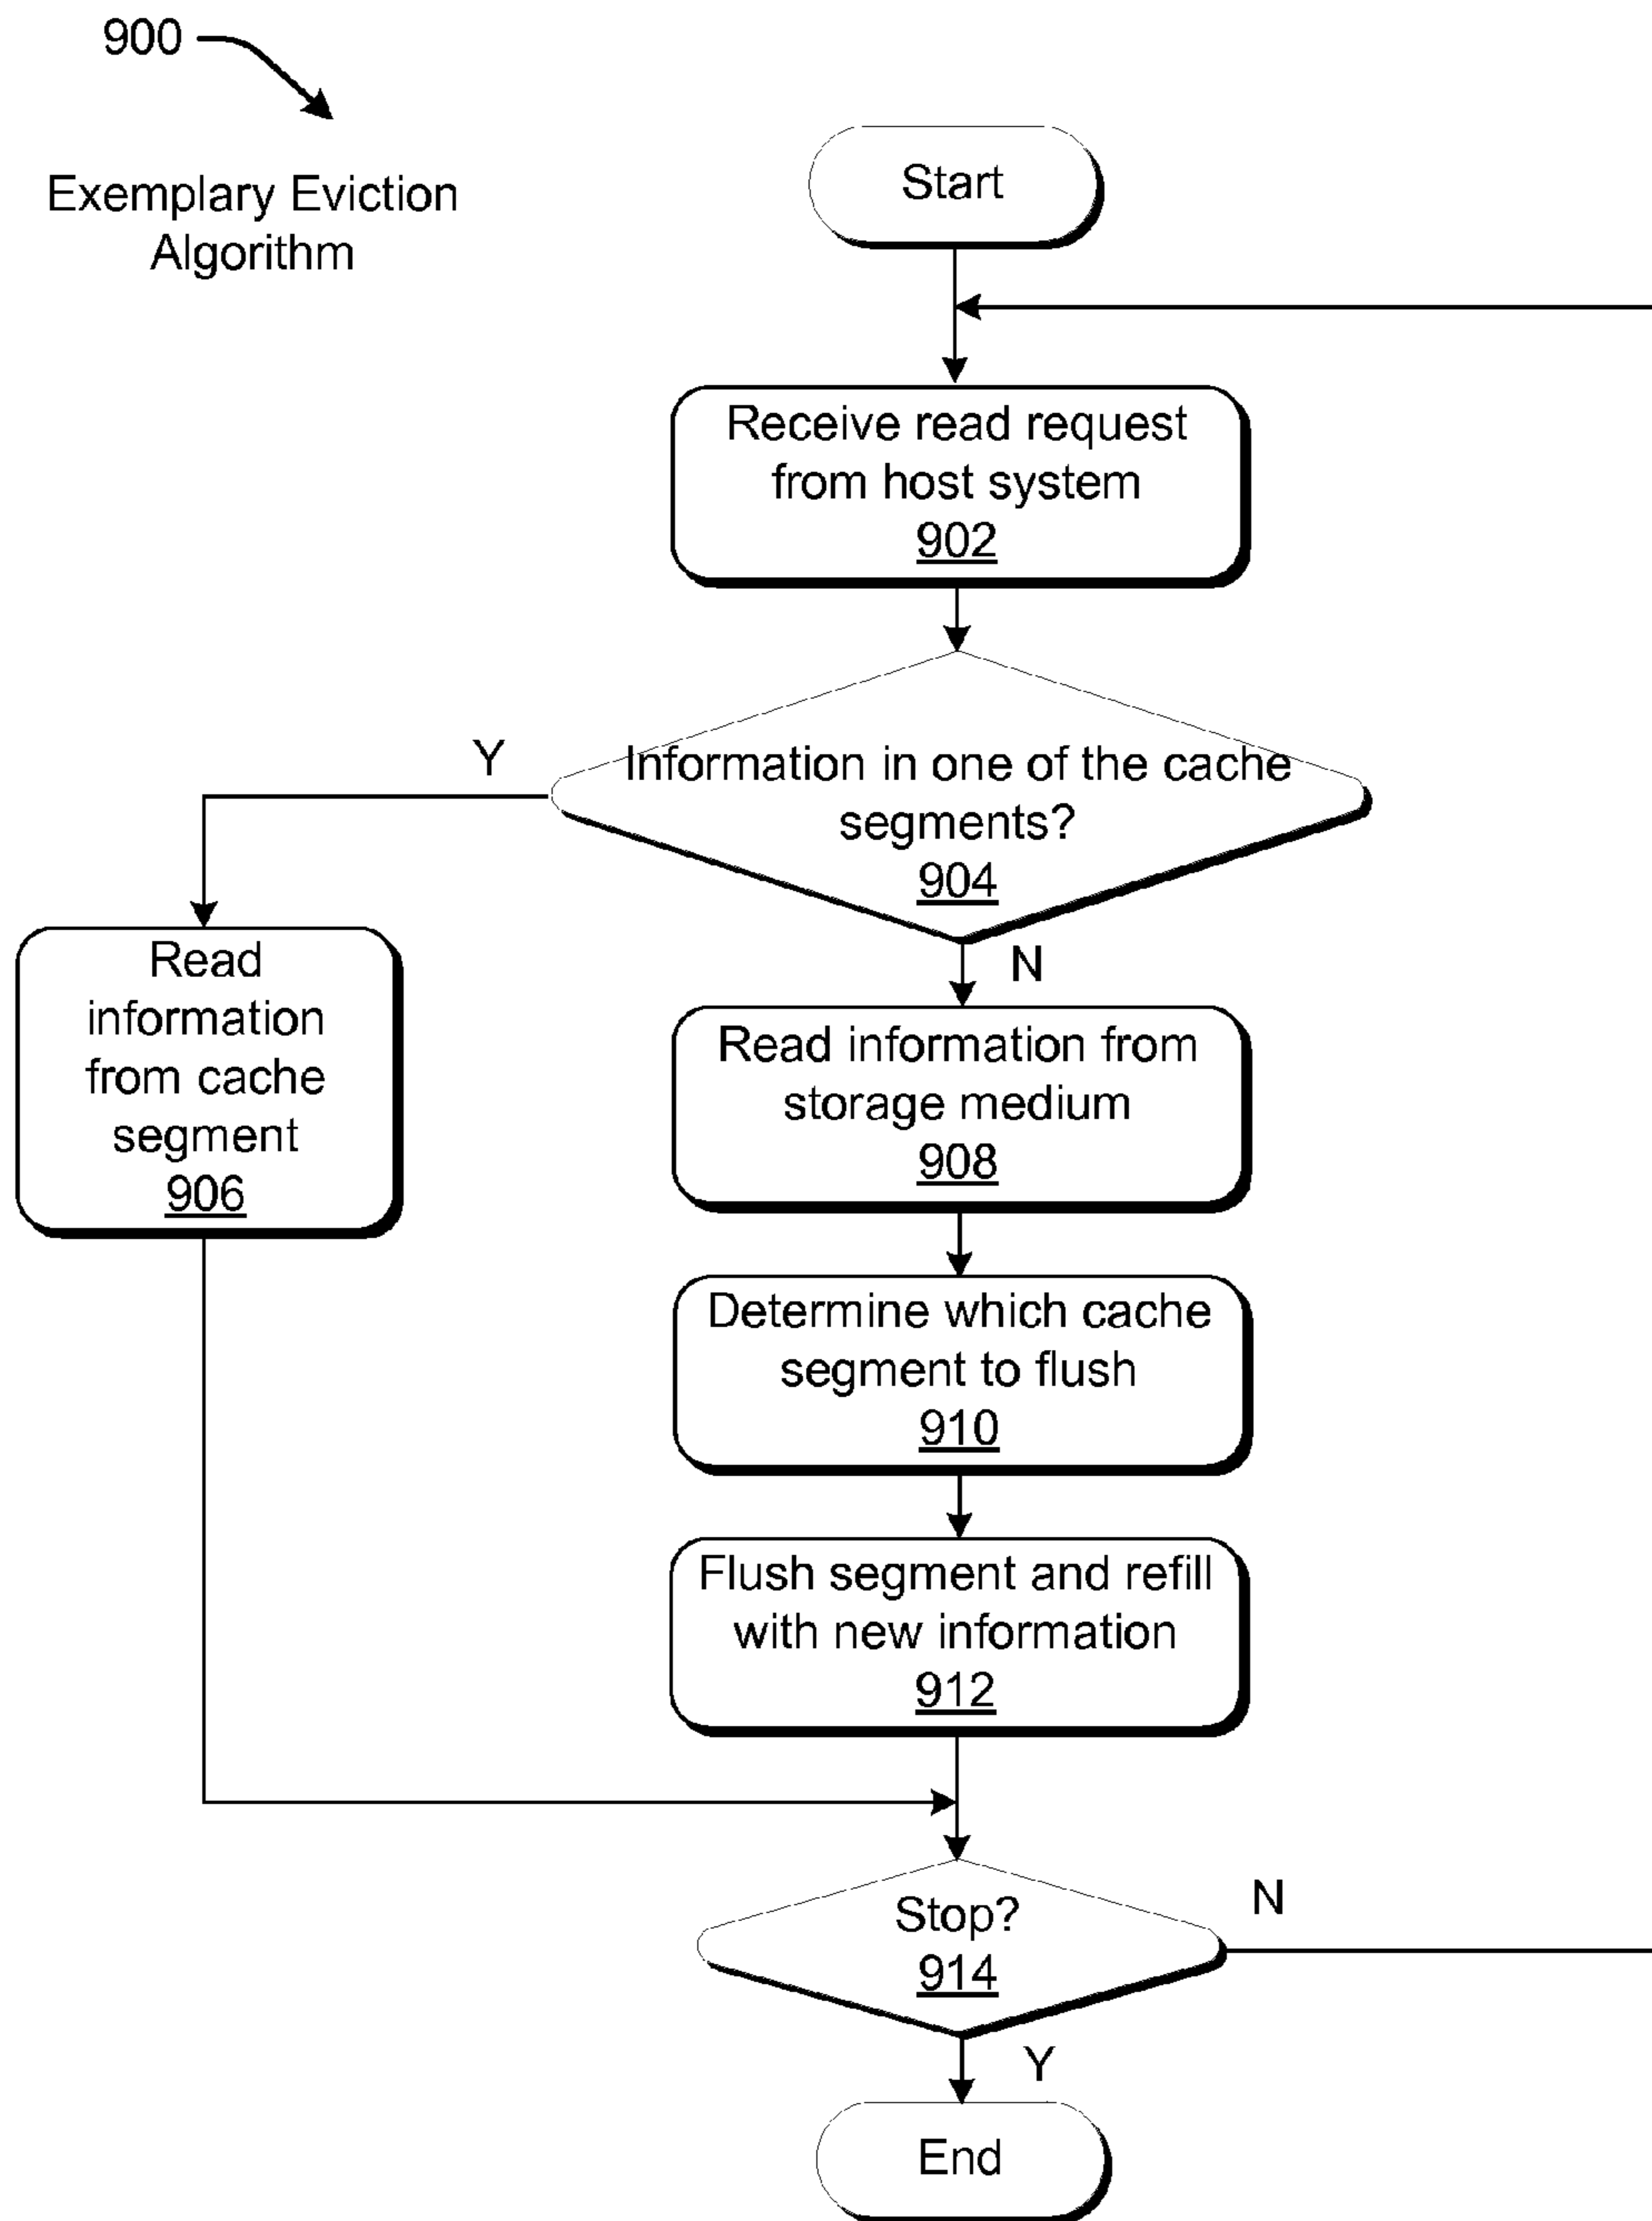 900
Exemplary Eviction
Algorithm
Start
Receive read request
from host system
902
Information in one of the cache
segments?
904
Y
N
Read
information
from cache
segment
906
Read information from
storage medium
908
Determine which cache
segment to flush
910
Flush segment and refill
with new information
912
Stop?
914
N
Y
End